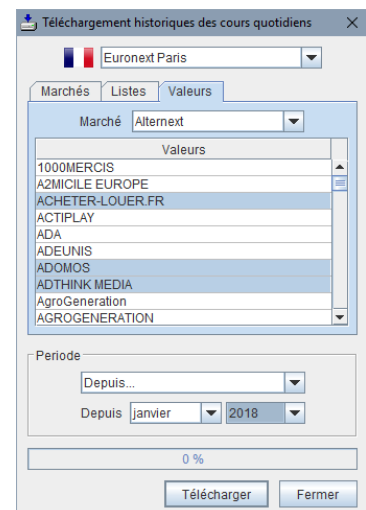 Téléchargement historiques des cours quotidiens
Euronext Paris
Marchés Listes Valeurs
Marché Alternext
Valeurs
1000MERCIS
A2MICILE EUROPE
ACHETER-LOUER.FR
ACTIPLAY
ADA
ADEUNIS
ADOMOS
ADTHINK MEDIA
AgroGeneration
AGROGENERATION
Periode
Depuis...
Depuis janvier 2018
0 %
Télécharger Fermer